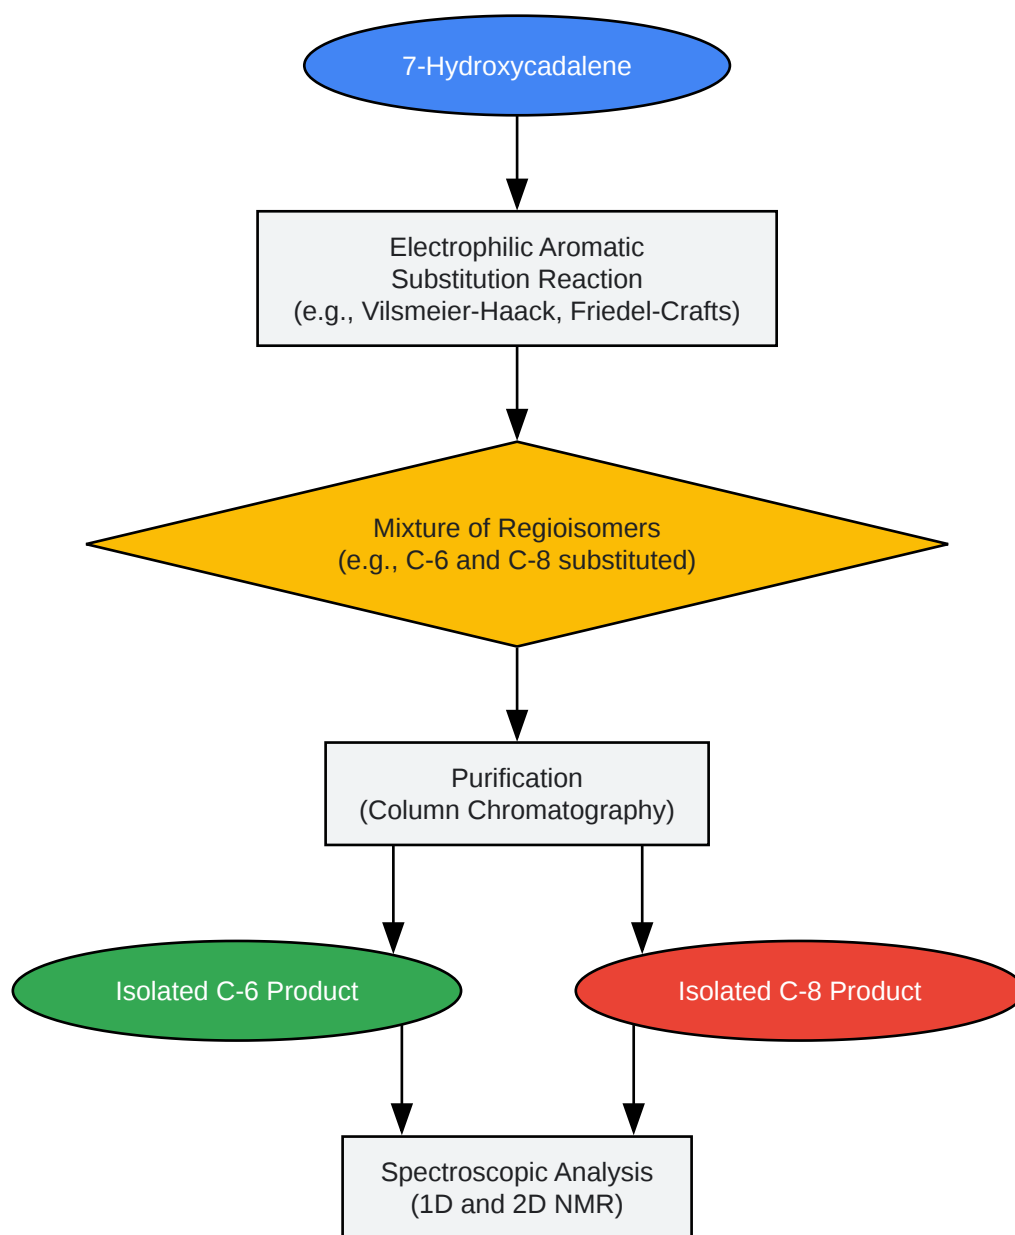 7-Hydroxycadalene
Electrophilic Aromatic
Substitution Reaction
(e.g., Vilsmeier-Haack, Friedel-Crafts)
Mixture of Regioisomers
(e.g., C-6 and C-8 substituted)
Purification
(Column Chromatography)
Isolated C-6 Product
Isolated C-8 Product
Spectroscopic Analysis
(1D and 2D NMR)